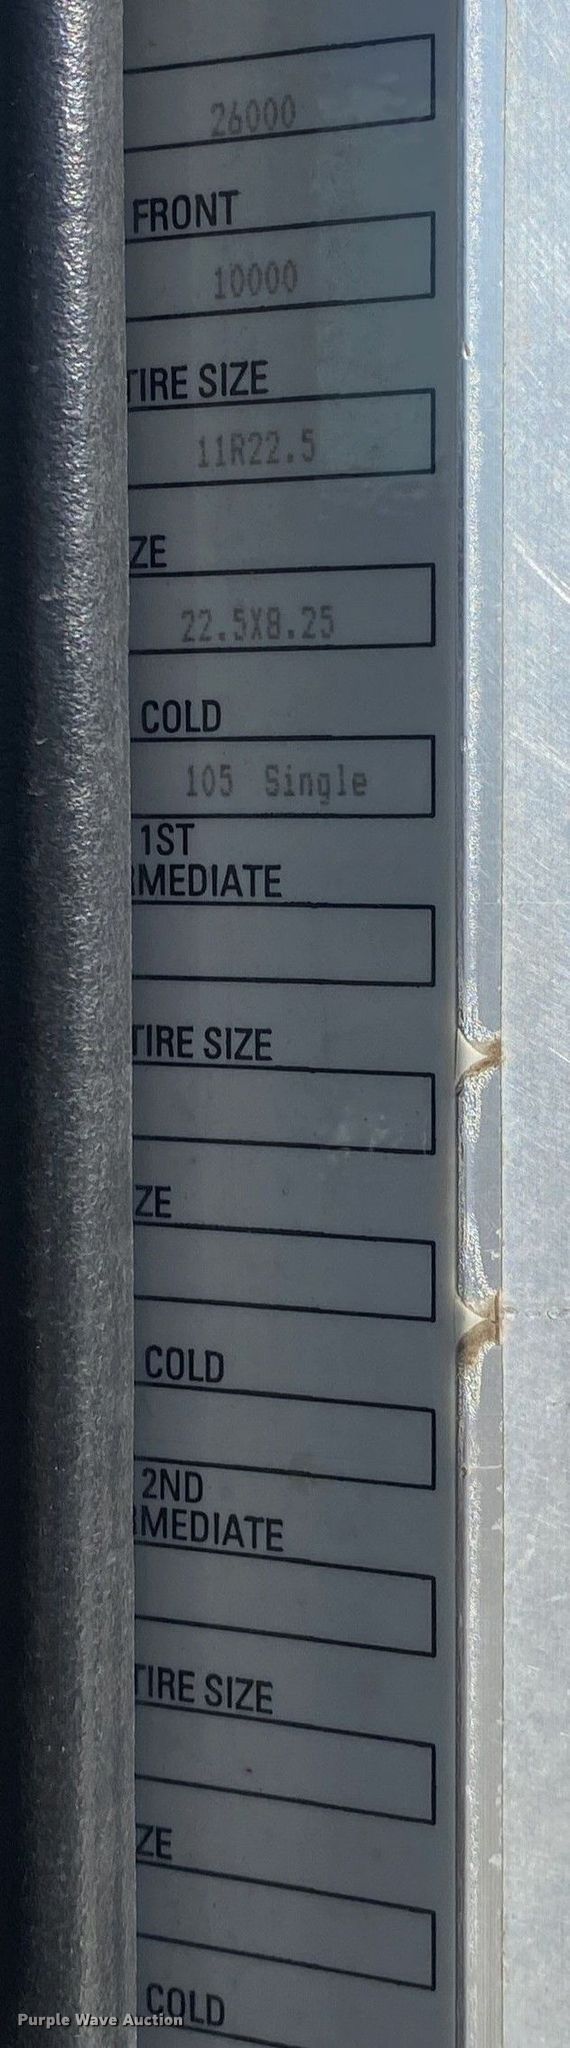 26000
FRONT
10000
TIRE SIZE
11R22.5
ZE
22.5X8.25
COLD
105 Single
1ST
RMEDIATE
TIRE SIZE
ZE
COLD
2ND
RMEDIATE
TIRE SIZE
ZE
COLD
Purple Wave Auction